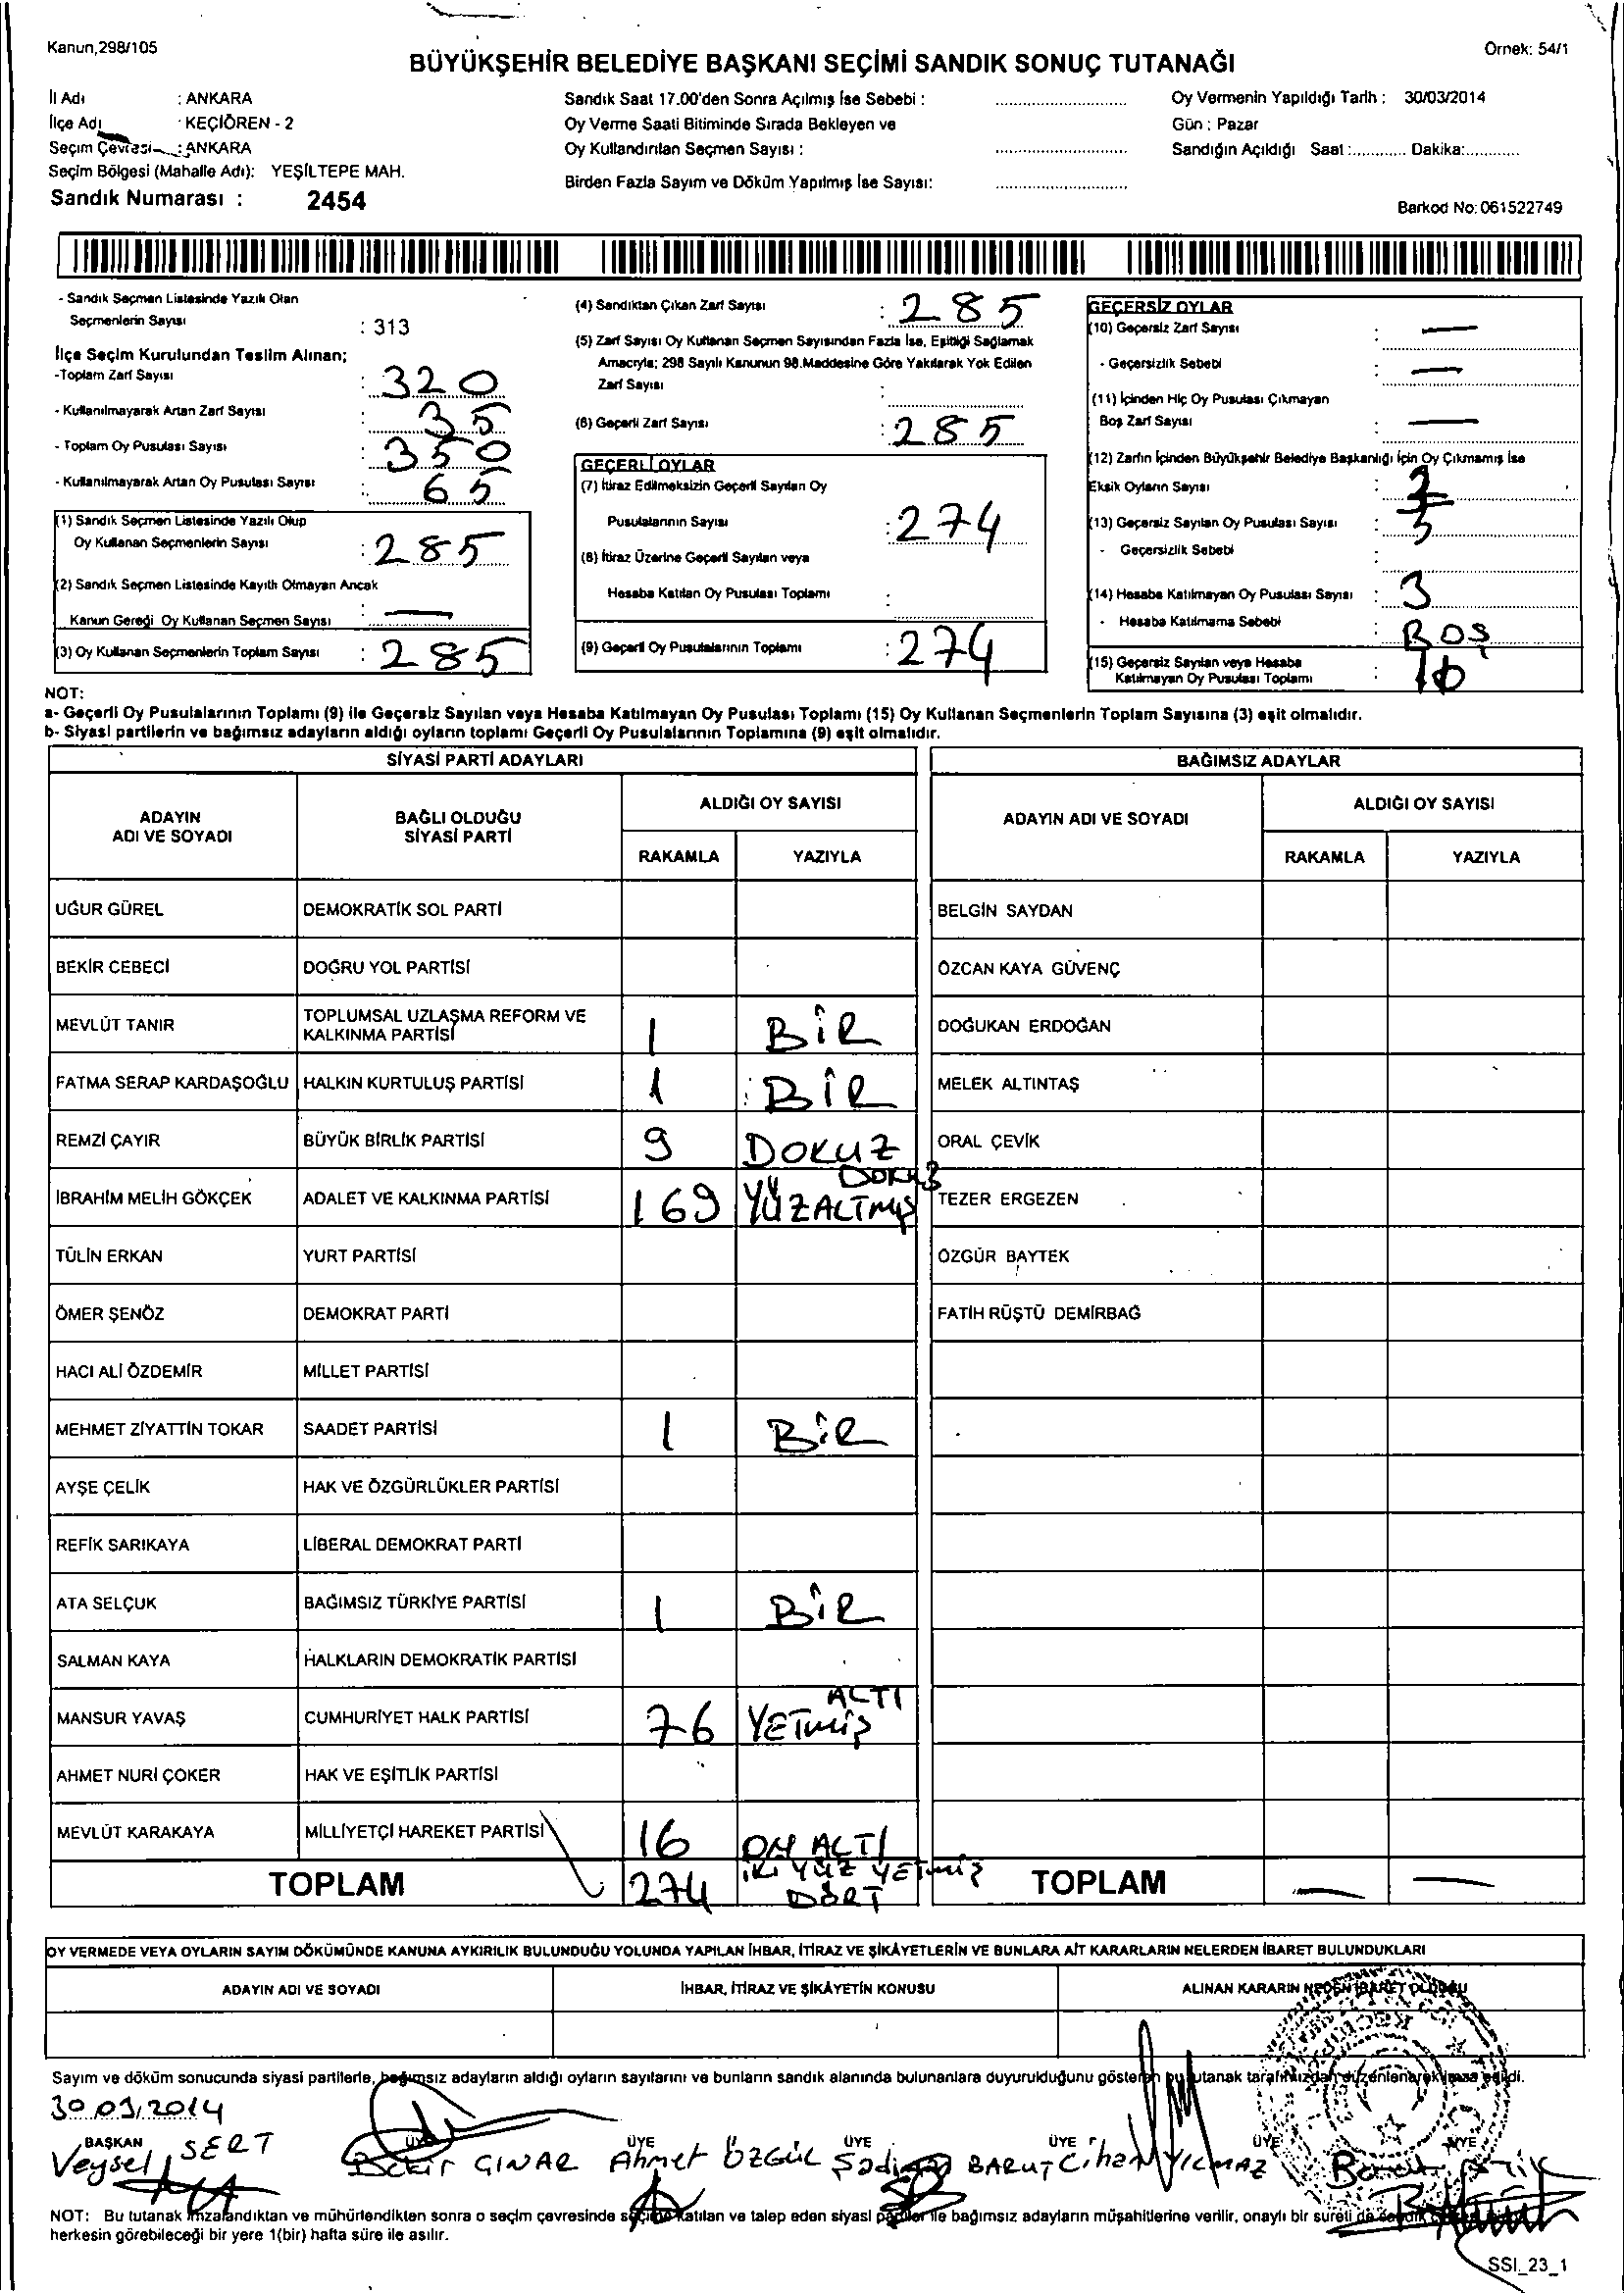 Kanun,298/105
Örnek: 54/1
BÜYÜKŞEHİR BELEDİYE BAŞKANI SEÇİMİ SANDIK SONUÇ TUTANAĞI
İl Adı : ANKARA
İlçe Adı : KEÇİÖREN - 2
Seçim Çevresi : ANKARA
Seçim Bölgesi (Mahalle Adı): YEŞİLTEPE MAH.
Sandık Numarası : 2454
Sandık Saat 17.00'den Sonra Açılmış İse Sebebi :
Oy Verme Saati Bitiminde Sırada Bekleyen ve
Oy Kullandırılan Seçmen Sayısı :
Birden Fazla Sayım ve Döküm Yapılmış İse Sayısı:
Oy Vermenin Yapıldığı Tarih : 30/03/2014
Gün : Pazar
Sandığın Açıldığı Saat :............ Dakika:............
Barkod No: 061522749
- Sandık Seçmen Listesinde Yazılı Olan
Seçmenlerin Sayısı : 313
İlçe Seçim Kurulundan Teslim Alınan;
-Toplam Zarf Sayısı : 320
- Kullanılmayarak Artan Zarf Sayısı : 35
- Toplam Oy Pusulası Sayısı : 350
- Kullanılmayarak Artan Oy Pusulası Sayısı : 65
(1) Sandık Seçmen Listesinde Yazılı Olup
Oy Kullanan Seçmenlerin Sayısı : 285
(2) Sandık Seçmen Listesinde Kayıtlı Olmayan Ancak
Kanun Gereği Oy Kullanan Seçmen Sayısı : —
(3) Oy Kullanan Seçmenlerin Toplam Sayısı : 285
(4) Sandıktan Çıkan Zarf Sayısı : 285
(5) Zarf Sayısı Oy Kullanan Seçmen Sayısından Fazla İse, Eşitliği Sağlamak
Amacıyla; 298 Sayılı Kanunun 98.Maddesine Göre Yakılarak Yok Edilen
Zarf Sayısı :
(6) Geçerli Zarf Sayısı : 285
GEÇERLİ OYLAR
(7) İtiraz Edilmeksizin Geçerli Sayılan Oy
Pusulalarının Sayısı : 274
(8) İtiraz Üzerine Geçerli Sayılan veya
Hesaba Katılan Oy Pusulası Toplamı :
(9) Geçerli Oy Pusulalarının Toplamı : 274
GEÇERSİZ OYLAR
(10) Geçersiz Zarf Sayısı : —
- Geçersizlik Sebebi : —
(11) İçinden Hiç Oy Pusulası Çıkmayan
Boş Zarf Sayısı : —
(12) Zarfın İçinden Büyükşehir Belediye Başkanlığı İçin Oy Çıkmamış İse
Eksik Oyların Sayısı :
(13) Geçersiz Sayılan Oy Pusulası Sayısı :
- Geçersizlik Sebebi :
(14) Hesaba Katılmayan Oy Pusulası Sayısı : 3
- Hesaba Katılmama Sebebi : BOŞ
(15) Geçersiz Sayılan veya Hesaba
Katılmayan Oy Pusulası Toplamı :
NOT:
a- Geçerli Oy Pusulalarının Toplamı (9) ile Geçersiz Sayılan veya Hesaba Katılmayan Oy Pusulası Toplamı (15) Oy Kullanan Seçmenlerin Toplam Sayısına (3) eşit olmalıdır.
b- Siyasi partilerin ve bağımsız adayların aldığı oyların toplamı Geçerli Oy Pusulalarının Toplamına (9) eşit olmalıdır.
SİYASİ PARTİ ADAYLARI
ADAYIN ADI VE SOYADI
BAĞLI OLDUĞU SİYASİ PARTİ
ALDIĞI OY SAYISI
RAKAMLA YAZIYLA
UĞUR GÜREL DEMOKRATİK SOL PARTİ
BEKİR CEBECİ DOĞRU YOL PARTİSİ
MEVLÜT TANIR TOPLUMSAL UZLAŞMA REFORM VE KALKINMA PARTİSİ 1 BİR
FATMA SERAP KARDAŞOĞLU HALKIN KURTULUŞ PARTİSİ 1 BİR
REMZİ ÇAYIR BÜYÜK BİRLİK PARTİSİ 9 DOKUZ
İBRAHİM MELİH GÖKÇEK ADALET VE KALKINMA PARTİSİ 169 YÜZALTMIŞ DOKUZ
TÜLİN ERKAN YURT PARTİSİ
ÖMER ŞENÖZ DEMOKRAT PARTİ
HACI ALİ ÖZDEMİR MİLLET PARTİSİ
MEHMET ZİYATTİN TOKAR SAADET PARTİSİ 1 BİR
AYŞE ÇELİK HAK VE ÖZGÜRLÜKLER PARTİSİ
REFİK SARIKAYA LİBERAL DEMOKRAT PARTİ
ATA SELÇUK BAĞIMSIZ TÜRKİYE PARTİSİ 1 BİR
SALMAN KAYA HALKLARIN DEMOKRATİK PARTİSİ
MANSUR YAVAŞ CUMHURİYET HALK PARTİSİ 76 YETMİŞ ALTI
AHMET NURİ ÇOKER HAK VE EŞİTLİK PARTİSİ
MEVLÜT KARAKAYA MİLLİYETÇİ HAREKET PARTİSİ 16 ON ALTI
TOPLAM 274 İKİ YÜZ YETMİŞ DÖRT
BAĞIMSIZ ADAYLAR
ADAYIN ADI VE SOYADI
ALDIĞI OY SAYISI
RAKAMLA YAZIYLA
BELGİN SAYDAN
ÖZCAN KAYA GÜVENÇ
DOĞUKAN ERDOĞAN
MELEK ALTINTAŞ
ORAL ÇEVİK
TEZER ERGEZEN
ÖZGÜR BAYTEK
FATİH RÜŞTÜ DEMİRBAĞ
TOPLAM — —
OY VERMEDE VEYA OYLARIN SAYIM DÖKÜMÜNDE KANUNA AYKIRILIK BULUNDUĞU YOLUNDA YAPILAN İHBAR, İTİRAZ VE ŞİKÂYETLERİN VE BUNLARA AİT KARARLARIN NELERDEN İBARET BULUNDUKLARI
ADAYIN ADI VE SOYADI
İHBAR, İTİRAZ VE ŞİKÂYETİN KONUSU
ALINAN KARARIN NEDEN İBARET OLDUĞU
Sayım ve döküm sonucunda siyasi partilerle, bağımsız adayların aldığı oyların sayılarını ve bunların sandık alanında bulunanlara duyurulduğunu gösteren bu tutanak tarafımızdan düzenlenerek imza edildi.
30.03.2014
BAŞKAN ÜYE ÜYE ÜYE ÜYE ÜYE ÜYE
Veysel SERT Bekir ÇINAR Ahmet ÖZGÜL BARUT Cihan YILMAZ
NOT: Bu tutanak imzalandıktan ve mühürlendikten sonra o seçim çevresinde seçime katılan ve talep eden siyasi partiler ile bağımsız adayların müşahitlerine verilir, onaylı bir sureti de
herkesin görebileceği bir yere 1(bir) hafta süre ile asılır.
SSI_23_1